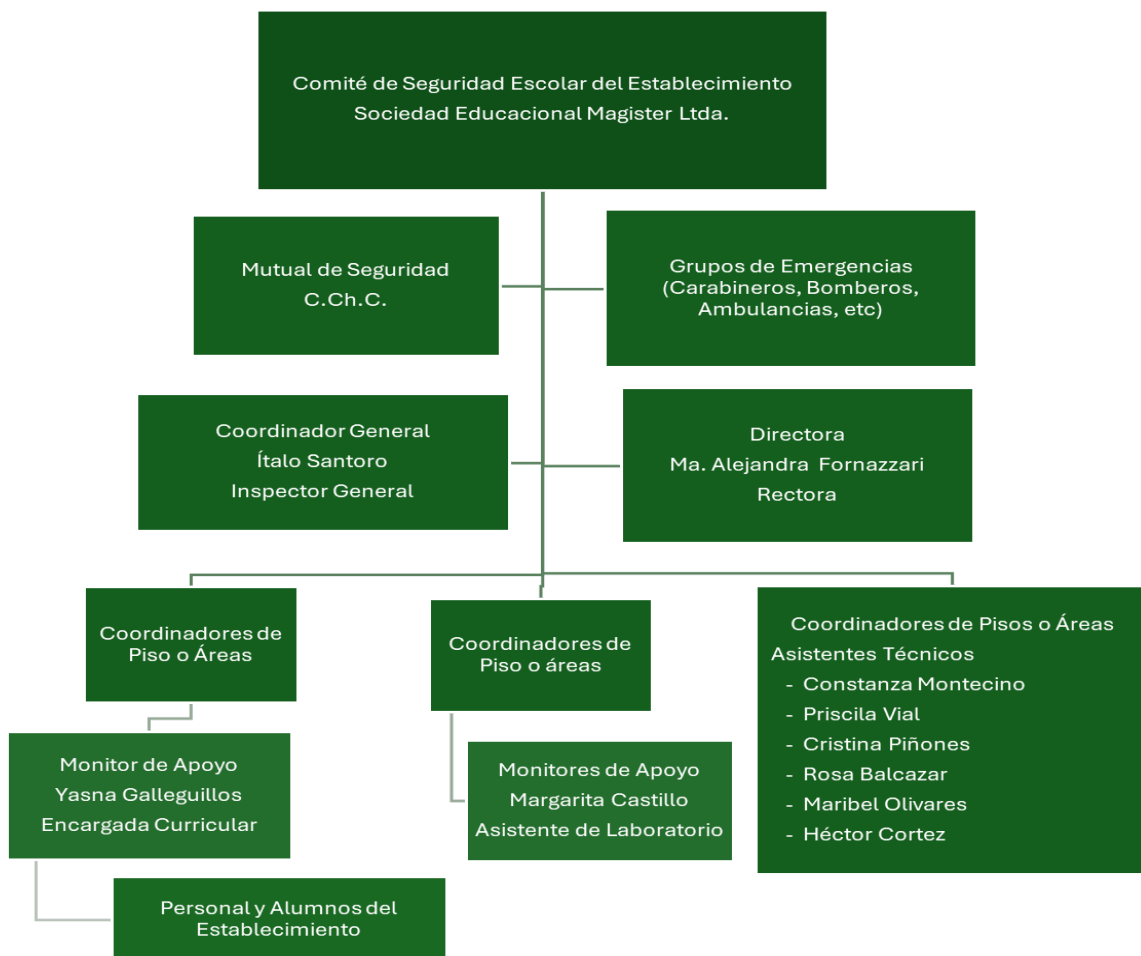 Comité de Seguridad Escolar del Establecimiento
Sociedad Educacional Magister Ltda.
Mutual de Seguridad
C.Ch.C.
Grupos de Emergencias
(Carabineros, Bomberos,
Ambulancias, etc)
Coordinador General
Ítalo Santoro
Inspector General
Directora
Ma. Alejandra Fornazzari
Rectora
Coordinadores de
Piso o Áreas
Coordinadores de
Piso o áreas
Coordinadores de Pisos o Áreas
Asistentes Técnicos
- Constanza Montecino
- Priscila Vial
- Cristina Piñones
- Rosa Balcazar
- Maribel Olivares
- Héctor Cortez
Monitor de Apoyo
Yasna Galleguillos
Encargada Curricular
Monitores de Apoyo
Margarita Castillo
Asistente de Laboratorio
Personal y Alumnos del
Establecimiento